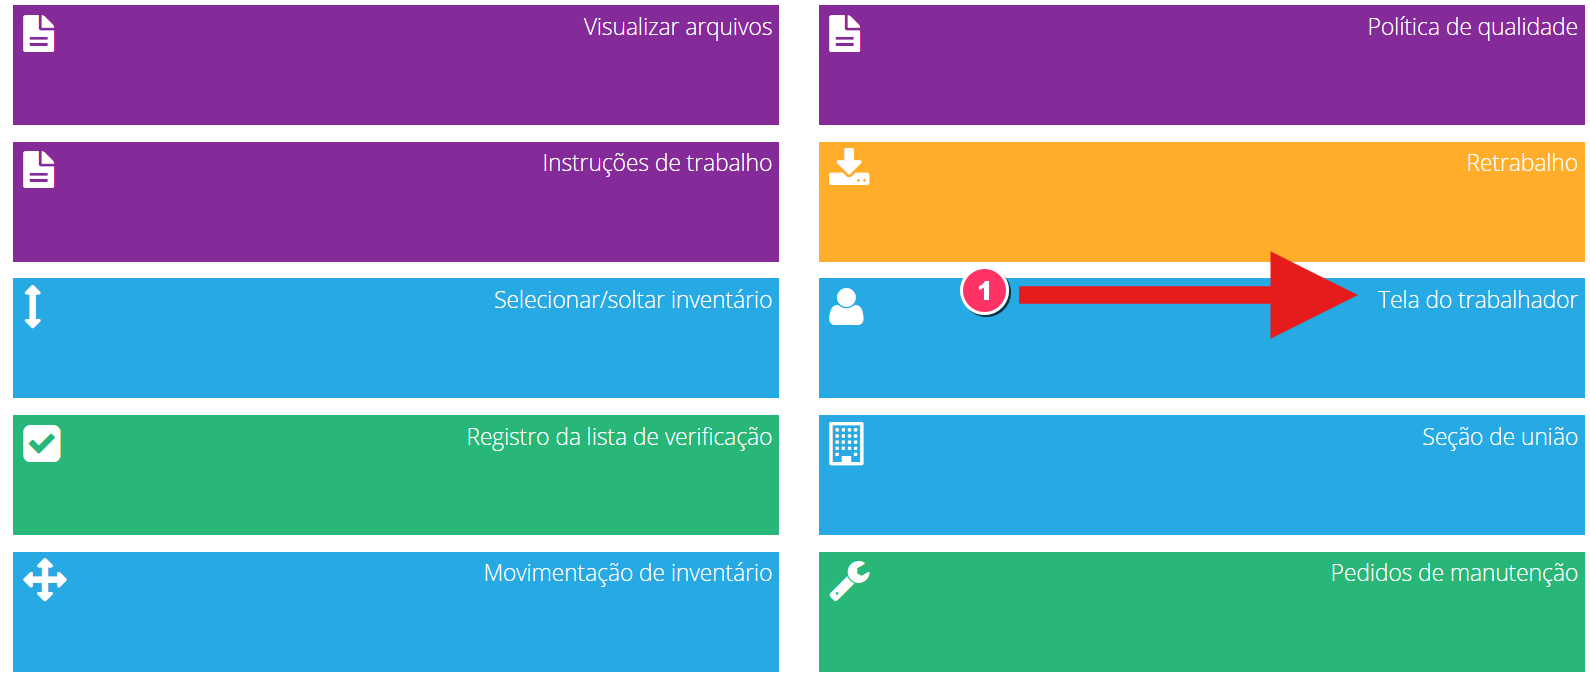 Visualizar arquivos
Política de qualidade
Instruções de trabalho
Retrabalho
Selecionar/soltar inventário
1
Tela do trabalhador
Registro da lista de verificação
Seção de união
Movimentação de inventário
Pedidos de manutenção